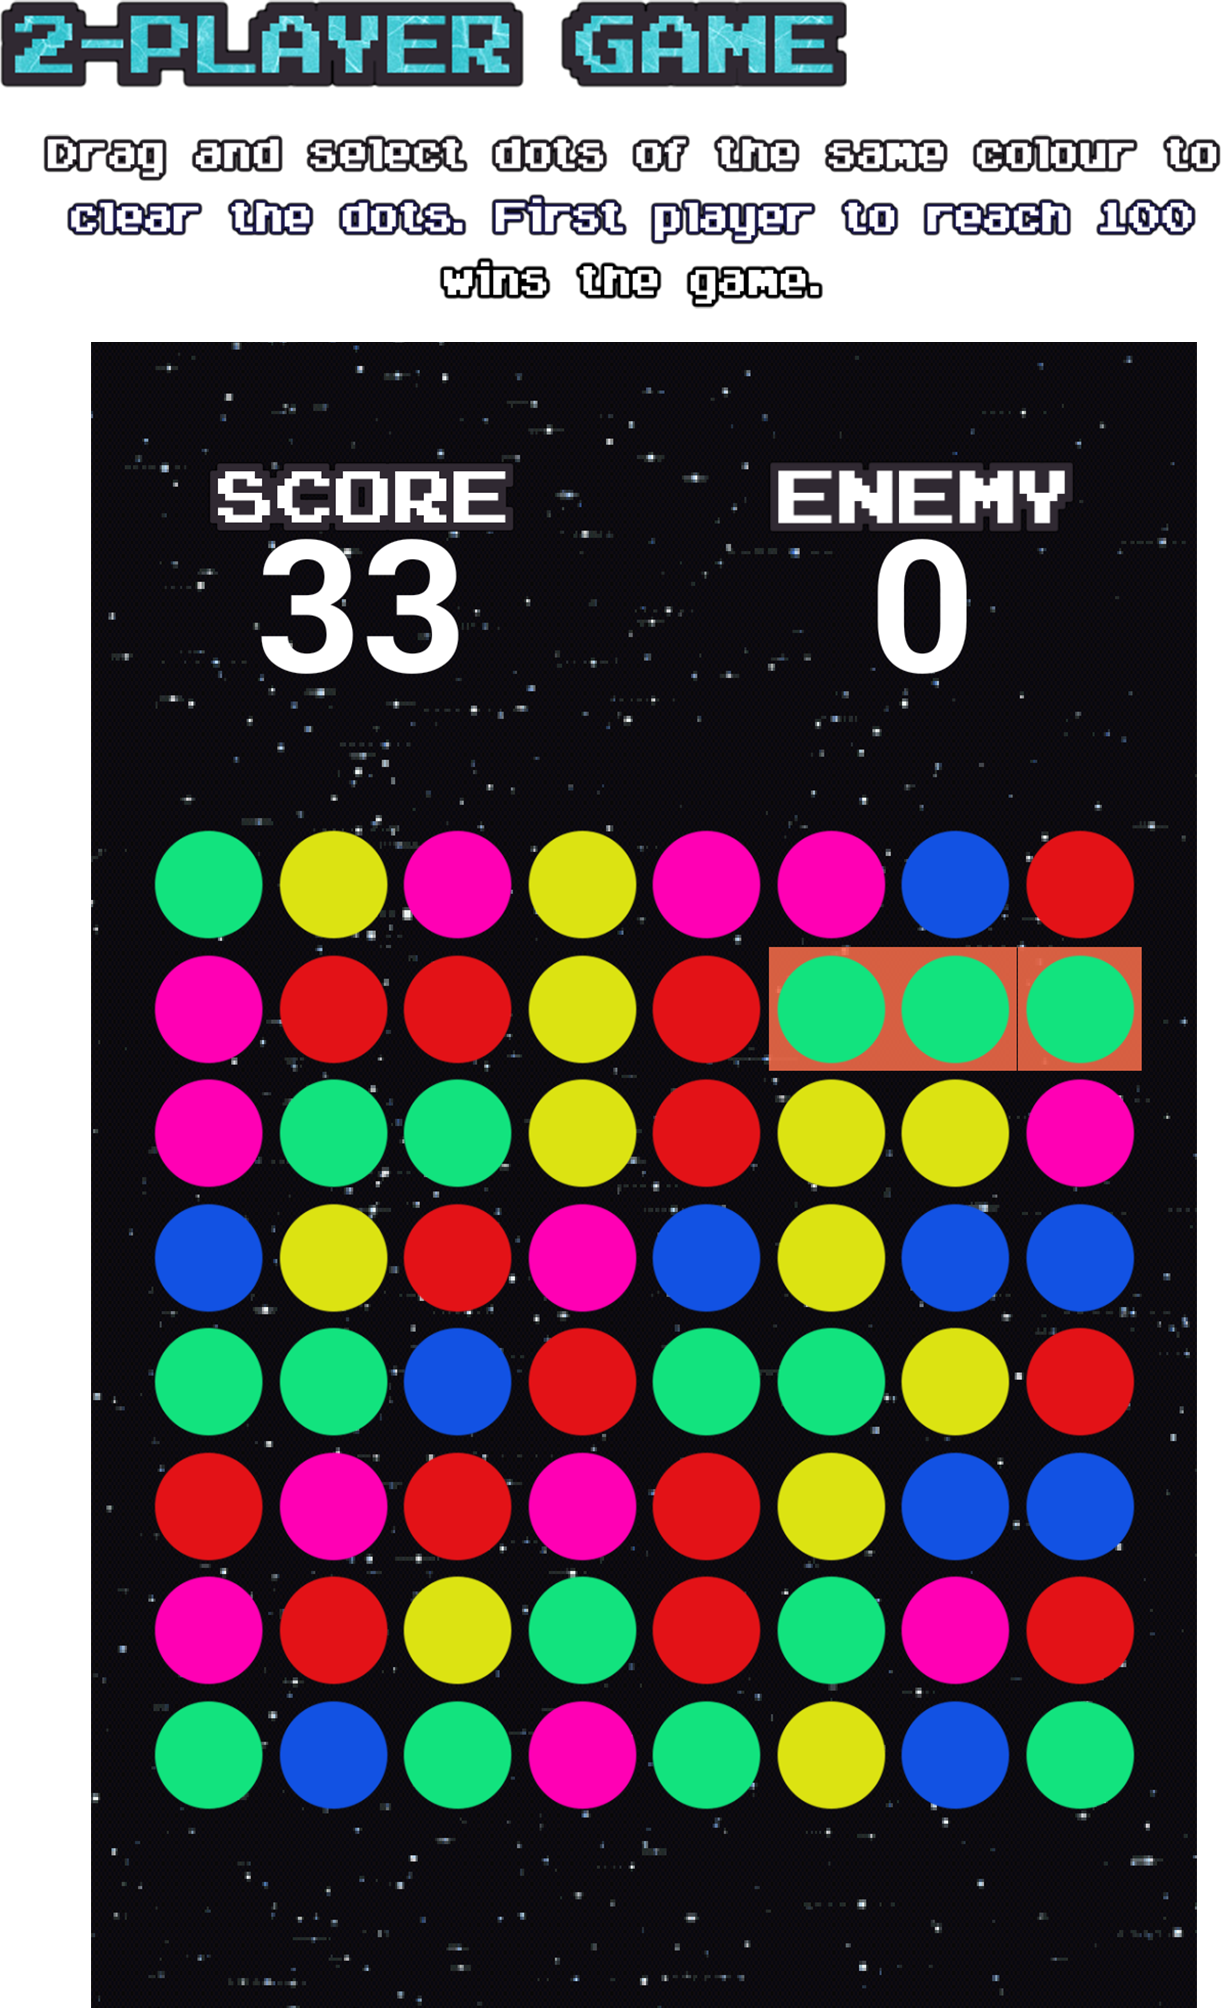 2-PLAYER GAME
Drag and select dots of the same colour to
clear the dots. First player to reach 100
wins the game.
SCORE ENEMY
33 0